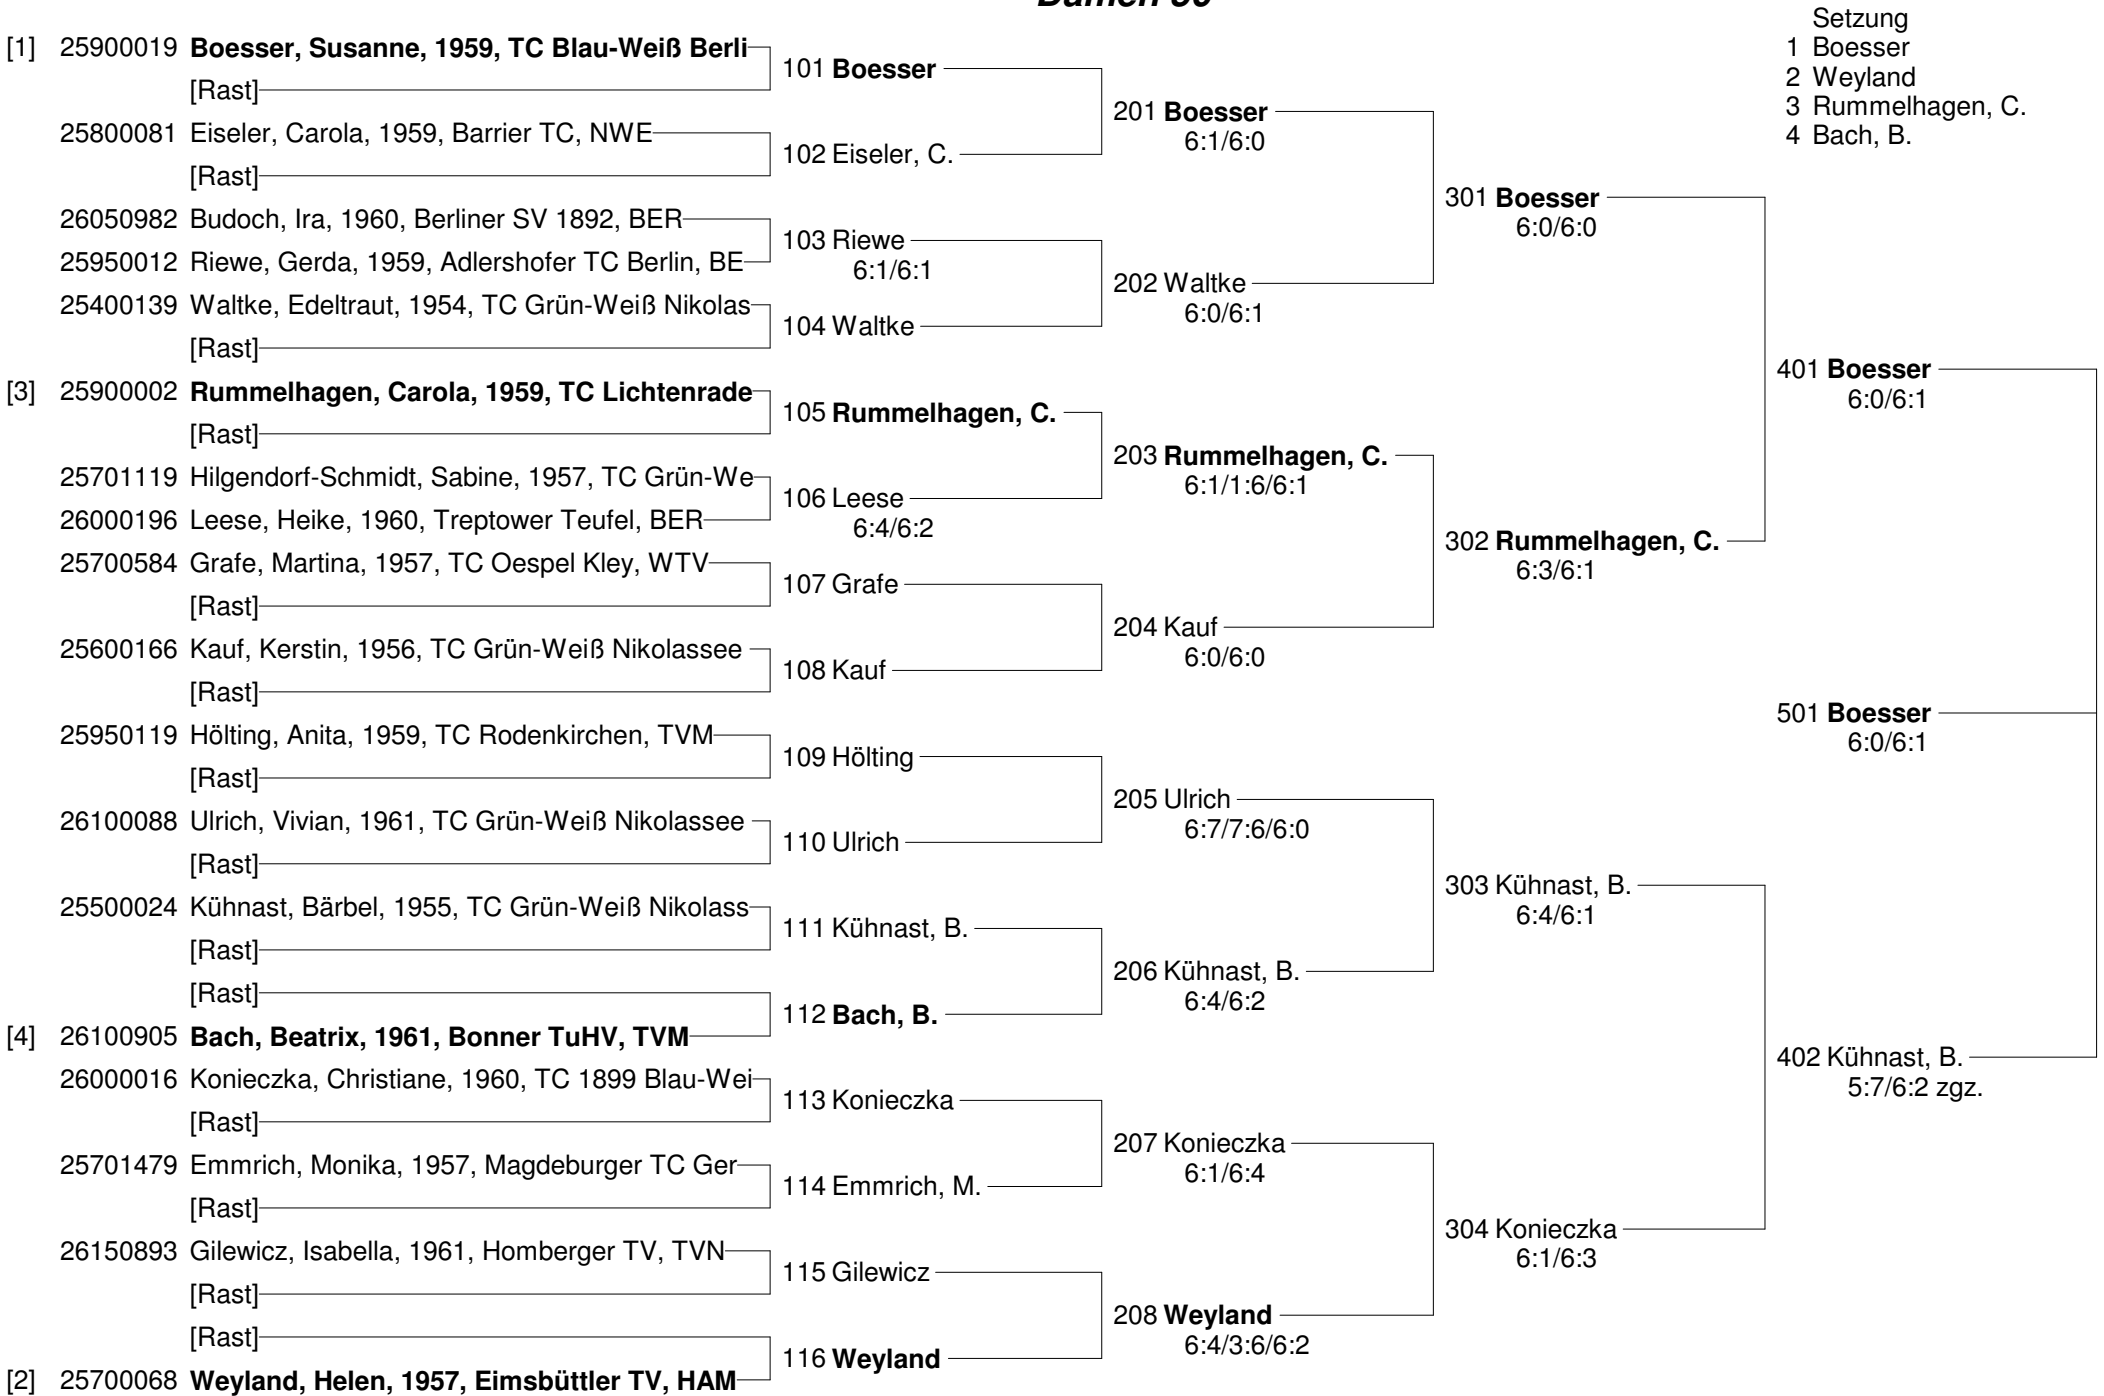 Setzung
1 Boesser
2 Weyland
3 Rummelhagen, C.
4 Bach, B.
[1] 25900019 Boesser, Susanne, 1959, TC Blau-Weiß Berli
[Rast]
25800081 Eiseler, Carola, 1959, Barrier TC, NWE
[Rast]
26050982 Budoch, Ira, 1960, Berliner SV 1892, BER
25950012 Riewe, Gerda, 1959, Adlershofer TC Berlin, BE
25400139 Waltke, Edeltraut, 1954, TC Grün-Weiß Nikolas
[Rast]
[3] 25900002 Rummelhagen, Carola, 1959, TC Lichtenrade
[Rast]
25701119 Hilgendorf-Schmidt, Sabine, 1957, TC Grün-We
26000196 Leese, Heike, 1960, Treptower Teufel, BER
25700584 Grafe, Martina, 1957, TC Oespel Kley, WTV
[Rast]
25600166 Kauf, Kerstin, 1956, TC Grün-Weiß Nikolassee
[Rast]
25950119 Hölting, Anita, 1959, TC Rodenkirchen, TVM
[Rast]
26100088 Ulrich, Vivian, 1961, TC Grün-Weiß Nikolassee
[Rast]
25500024 Kühnast, Bärbel, 1955, TC Grün-Weiß Nikolass
[Rast]
[Rast]
[4] 26100905 Bach, Beatrix, 1961, Bonner TuHV, TVM
26000016 Konieczka, Christiane, 1960, TC 1899 Blau-Wei
[Rast]
25701479 Emmrich, Monika, 1957, Magdeburger TC Ger
[Rast]
26150893 Gilewicz, Isabella, 1961, Homberger TV, TVN
[Rast]
[Rast]
[2] 25700068 Weyland, Helen, 1957, Eimsbüttler TV, HAM
101 Boesser
102 Eiseler, C.
103 Riewe
6:1/6:1
104 Waltke
105 Rummelhagen, C.
106 Leese
6:4/6:2
107 Grafe
108 Kauf
109 Hölting
110 Ulrich
111 Kühnast, B.
112 Bach, B.
113 Konieczka
114 Emmrich, M.
115 Gilewicz
116 Weyland
201 Boesser
6:1/6:0
202 Waltke
6:0/6:1
203 Rummelhagen, C.
6:1/1:6/6:1
204 Kauf
6:0/6:0
205 Ulrich
6:7/7:6/6:0
206 Kühnast, B.
6:4/6:2
207 Konieczka
6:1/6:4
208 Weyland
6:4/3:6/6:2
301 Boesser
6:0/6:0
302 Rummelhagen, C.
6:3/6:1
303 Kühnast, B.
6:4/6:1
304 Konieczka
6:1/6:3
401 Boesser
6:0/6:1
501 Boesser
6:0/6:1
402 Kühnast, B.
5:7/6:2 zgz.